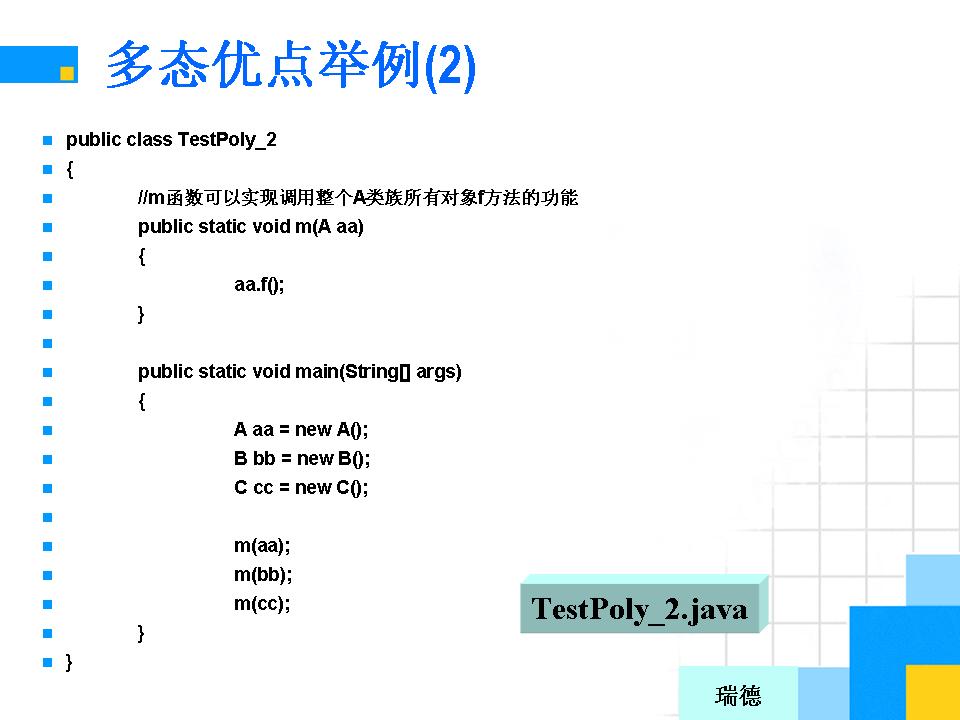 多态优点举例(2)
public class TestPoly_2
{
//m函数可以实现调用整个A类族所有对象f方法的功能
public static void m(A aa)
{
aa.f();
}
public static void main(String[] args)
{
A aa = new A();
B bb = new B();
C cc = new C();
m(aa);
m(bb);
m(cc);
}
}
TestPoly_2.java
瑞德